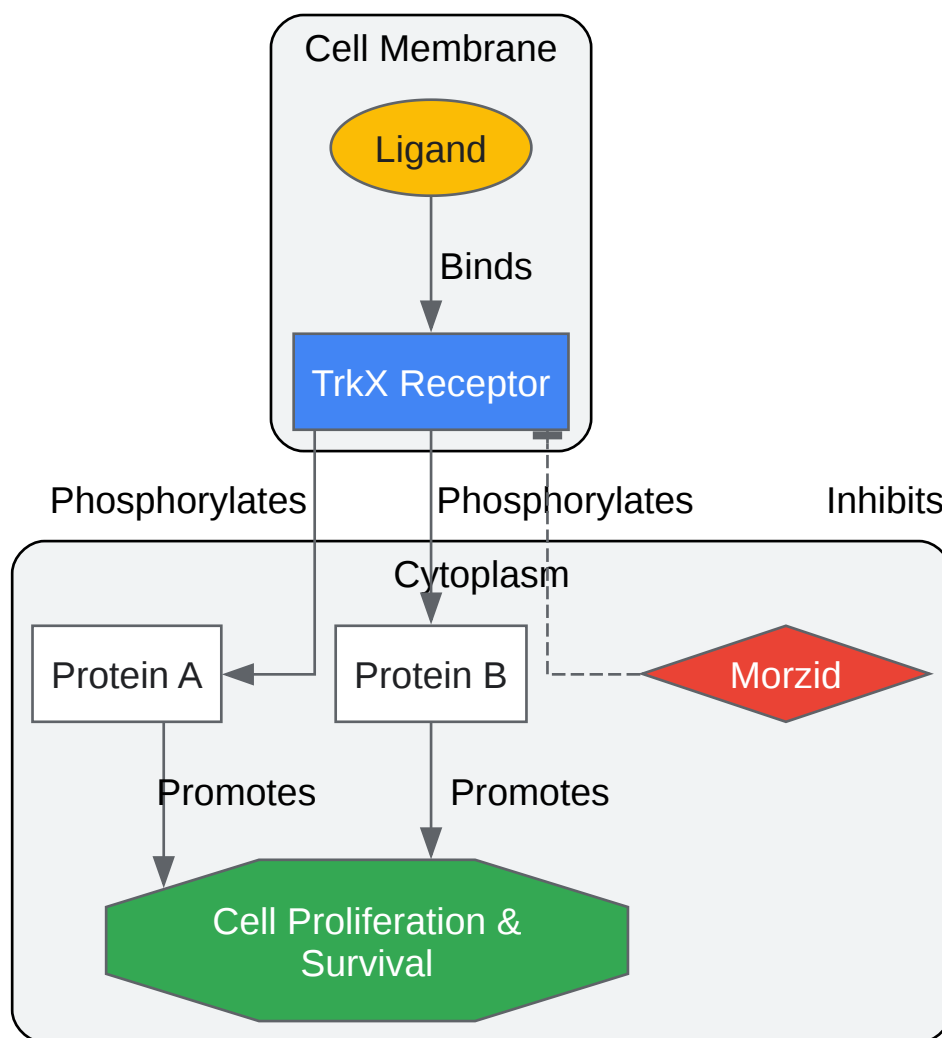 Cell Membrane
Ligand
Binds
TrkX Receptor
Phosphorylates
Phosphorylates
Inhibits
Cytoplasm
Protein A
Protein B
Morzid
Promotes
Promotes
Cell Proliferation &
Survival